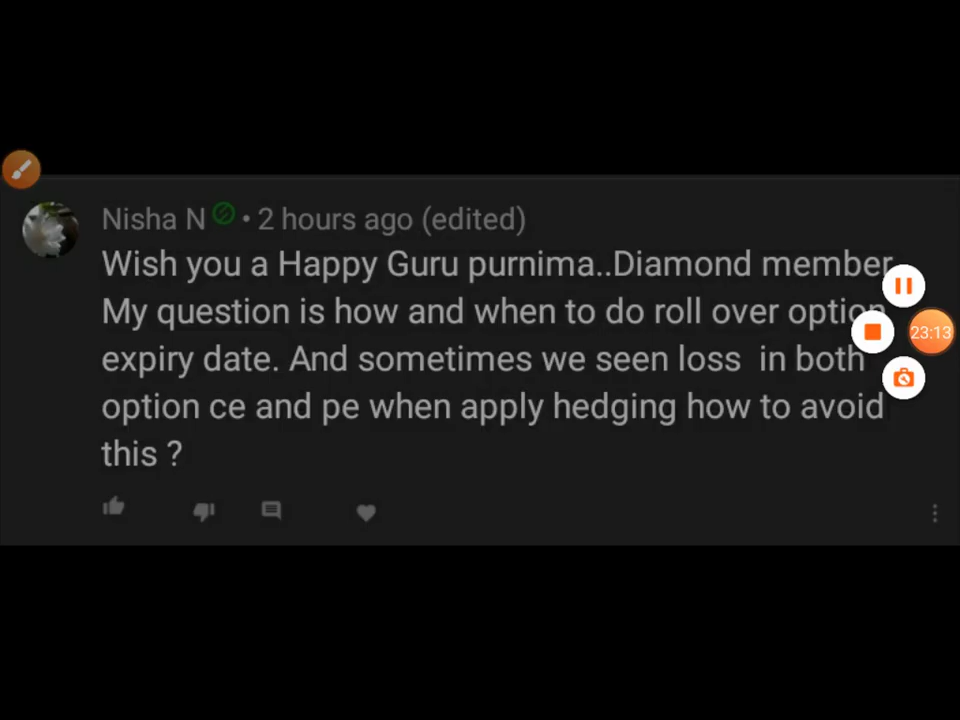 Nisha N • 2 hours ago (edited)
Wish you a Happy Guru purnima..Diamond member
My question is how and when to do roll over option
expiry date. And sometimes we seen loss in both
option ce and pe when apply hedging how to avoid
this ?
23:13